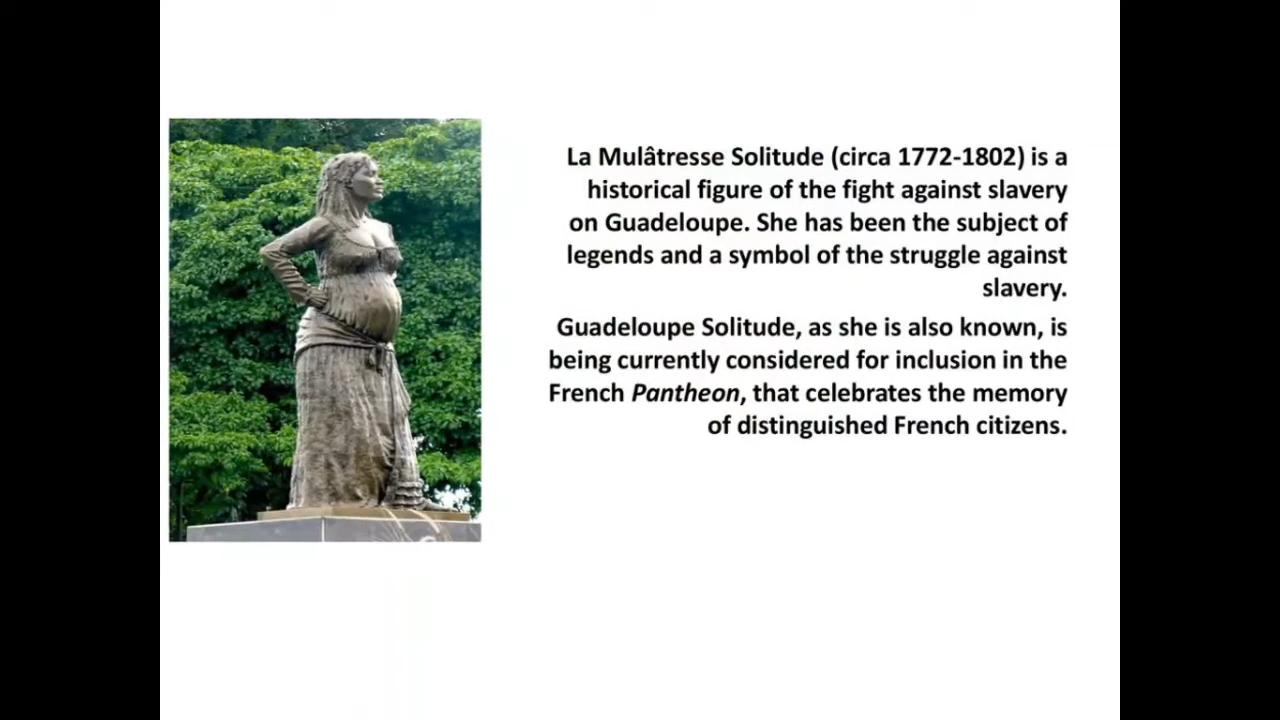 La Mulâtresse Solitude (circa 1772-1802) is a
historical figure of the fight against slavery
on Guadeloupe. She has been the subject of
legends and a symbol of the struggle against
slavery.
Guadeloupe Solitude, as she is also known, is
being currently considered for inclusion in the
French Pantheon, that celebrates the memory
of distinguished French citizens.